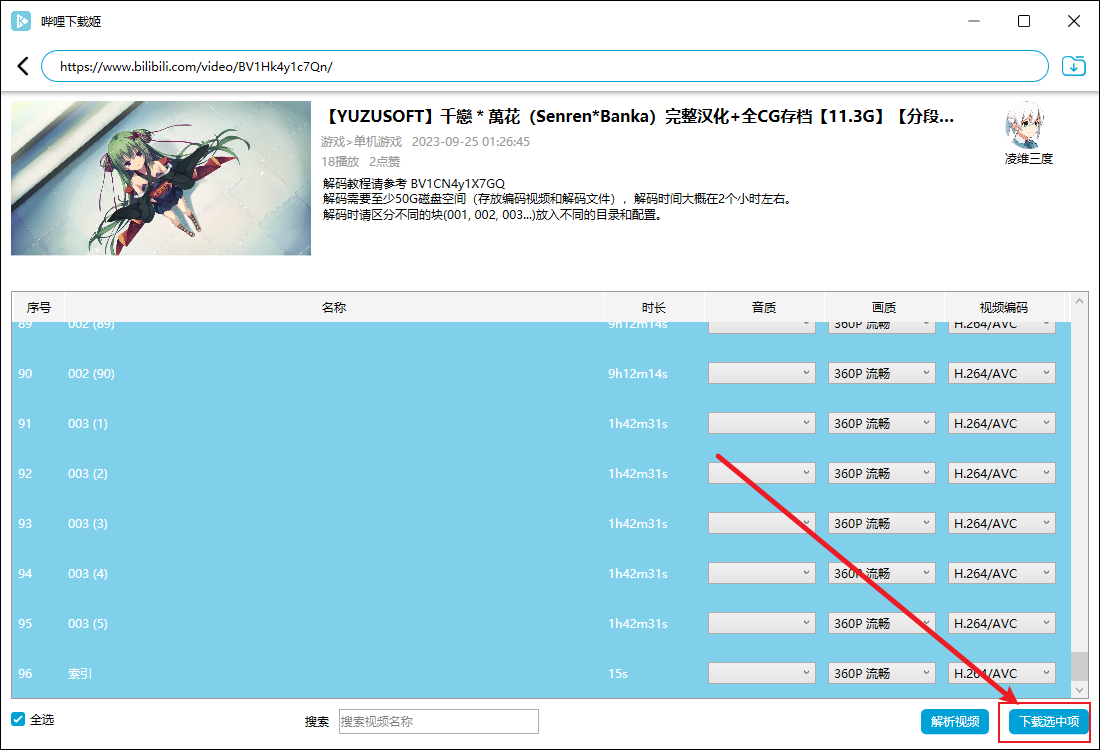 哔哩下载姬
https://www.bilibili.com/video/BV1Hk4y1c7Qn/
【YUZUSOFT】千戀＊萬花（Senren*Banka）完整汉化+全CG存档【11.3G】【分段...
游戏>单机游戏 2023-09-25 01:26:45
18播放 2点赞
解码教程请参考 BV1CN4y1X7GQ
解码需要至少50G磁盘空间（存放编码视频和解码文件），解码时间大概在2个小时左右。
解码时请区分不同的块(001, 002, 003...)放入不同的目录和配置。
凌维三度
序号 名称 时长 音质 画质 视频编码
89 002 (89) 9h12m14s 360P 流畅 H.264/AVC
90 002 (90) 9h12m14s 360P 流畅 H.264/AVC
91 003 (1) 1h42m31s 360P 流畅 H.264/AVC
92 003 (2) 1h42m31s 360P 流畅 H.264/AVC
93 003 (3) 1h42m31s 360P 流畅 H.264/AVC
94 003 (4) 1h42m31s 360P 流畅 H.264/AVC
95 003 (5) 1h42m31s 360P 流畅 H.264/AVC
96 索引 15s 360P 流畅 H.264/AVC
全选 搜索 搜索视频名称 解析视频 下载选中项